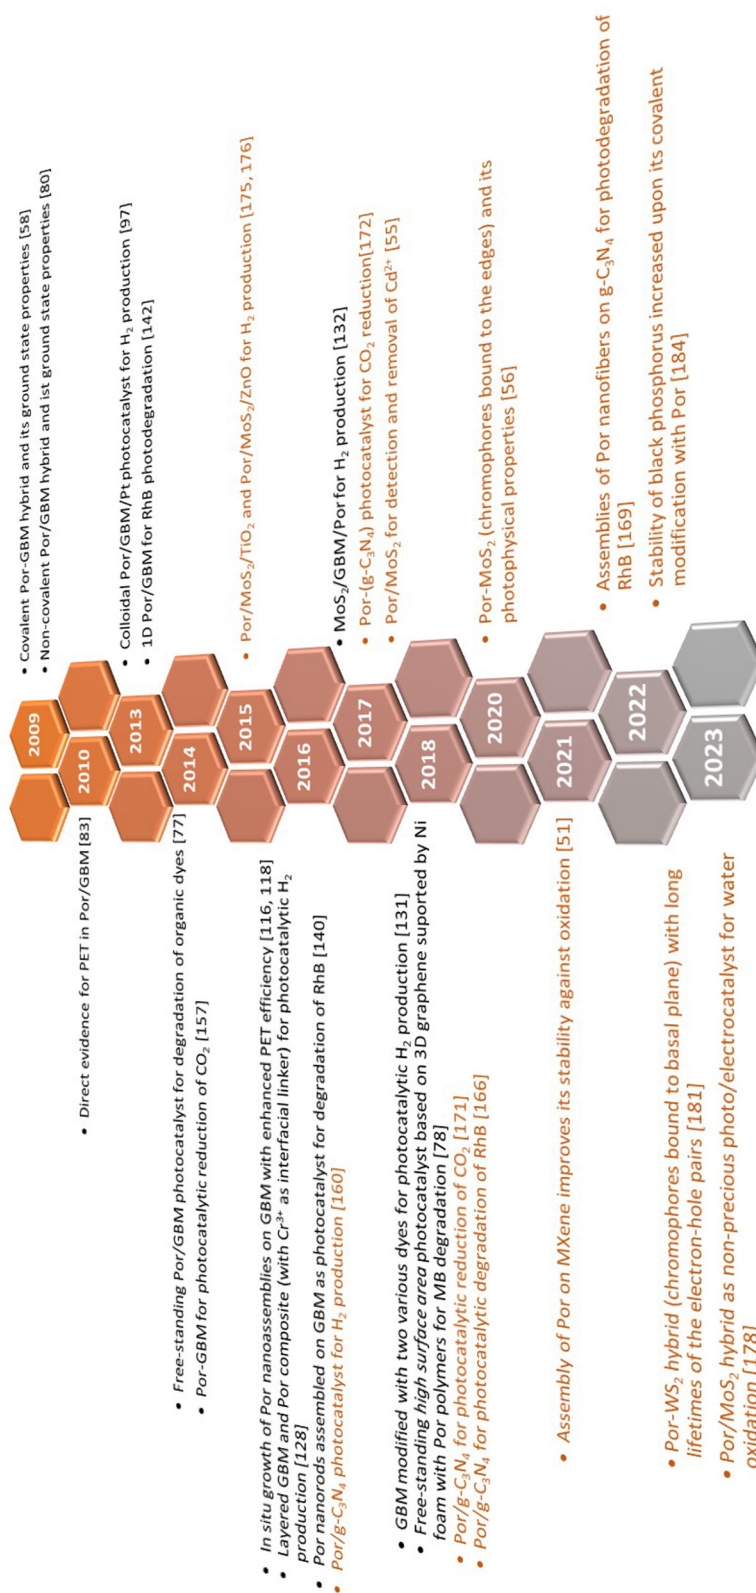 2009
• Covalent Por-GBM hybrid and its ground state properties [58]
• Non-covalent Por/GBM hybrid and ist ground state properties [80]
2010
• Direct evidence for PET in Por/GBM [83]
2013
• Colloidal Por/GBM/Pt photocatalyst for H₂ production [97]
• 1D Por/GBM for RhB photodegradation [142]
2014
• Free-standing Por/GBM photocatalyst for degradation of organic dyes [77]
• Por-GBM for photocatalytic reduction of CO₂ [157]
2015
• Por/MoS₂/TiO₂ and Por/MoS₂/ZnO for H₂ production [175, 176]
2016
• In situ growth of Por nanoassemblies on GBM with enhanced PET efficiency [116, 118]
• Layered GBM and Por composite (with Cr³⁺ as interfacial linker) for photocatalytic H₂
production [128]
• Por nanorods assembled on GBM as photocatalyst for degradation of RhB [140]
• Por/g-C₃N₄ photocatalyst for H₂ production [160]
2017
• MoS₂/GBM/Por for H₂ production [132]
• Por-(g-C₃N₄) photocatalyst for CO₂ reduction[172]
• Por/MoS₂ for detection and removal of Cd²⁺ [55]
2018
• GBM modified with two various dyes for photocatalytic H₂ production [131]
• Free-standing high surface area photocatalyst based on 3D graphene suported by Ni
foam with Por polymers for MB degradation [78]
• Por/g-C₃N₄ for photocatalytic reduction of CO₂ [171]
• Por/g-C₃N₄ for photocatalytic degradation of RhB [166]
2020
• Por-MoS₂ (chromophores bound to the edges) and its
photophysical properties [56]
2021
• Assembly of Por on MXene improves its stability against oxidation [51]
2022
• Assemblies of Por nanofibers on g-C₃N₄ for photodegradation of
RhB [169]
• Stability of black phosphorus increased upon its covalent
modification with Por [184]
2023
• Por-WS₂ hybrid (chromophores bound to basal plane) with long
lifetimes of the electron-hole pairs [181]
• Por/MoS₂ hybrid as non-precious photo/electrocatalyst for water
oxidation [178]